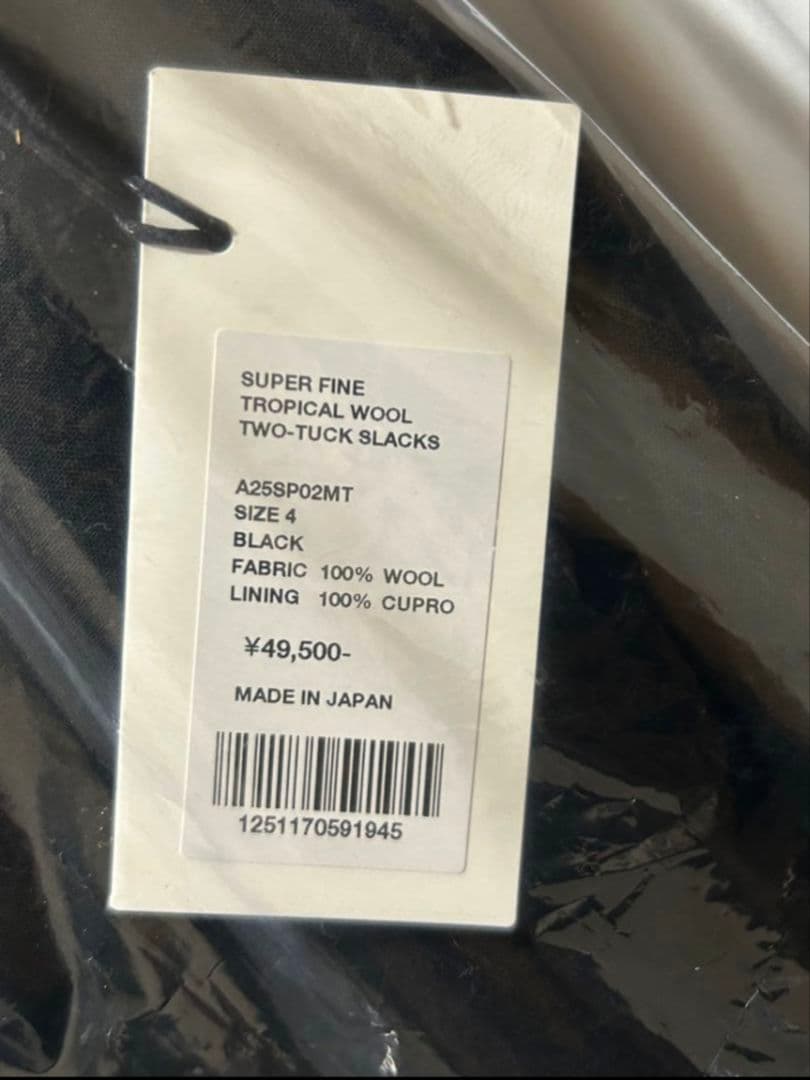 SUPER FINE
TROPICAL WOOL
TWO-TUCK SLACKS
A25SP02MT
SIZE 4
BLACK
FABRIC 100% WOOL
LINING 100% CUPRO
¥49,500-
MADE IN JAPAN
1251170591945